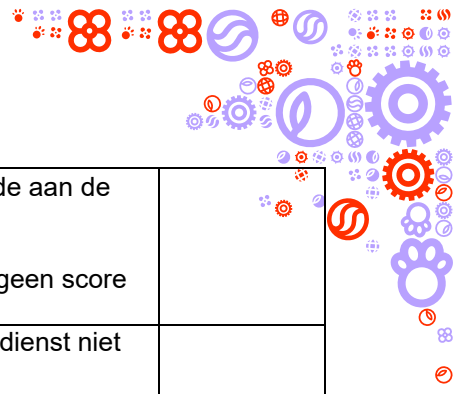 de aan de
geen score
dienst niet